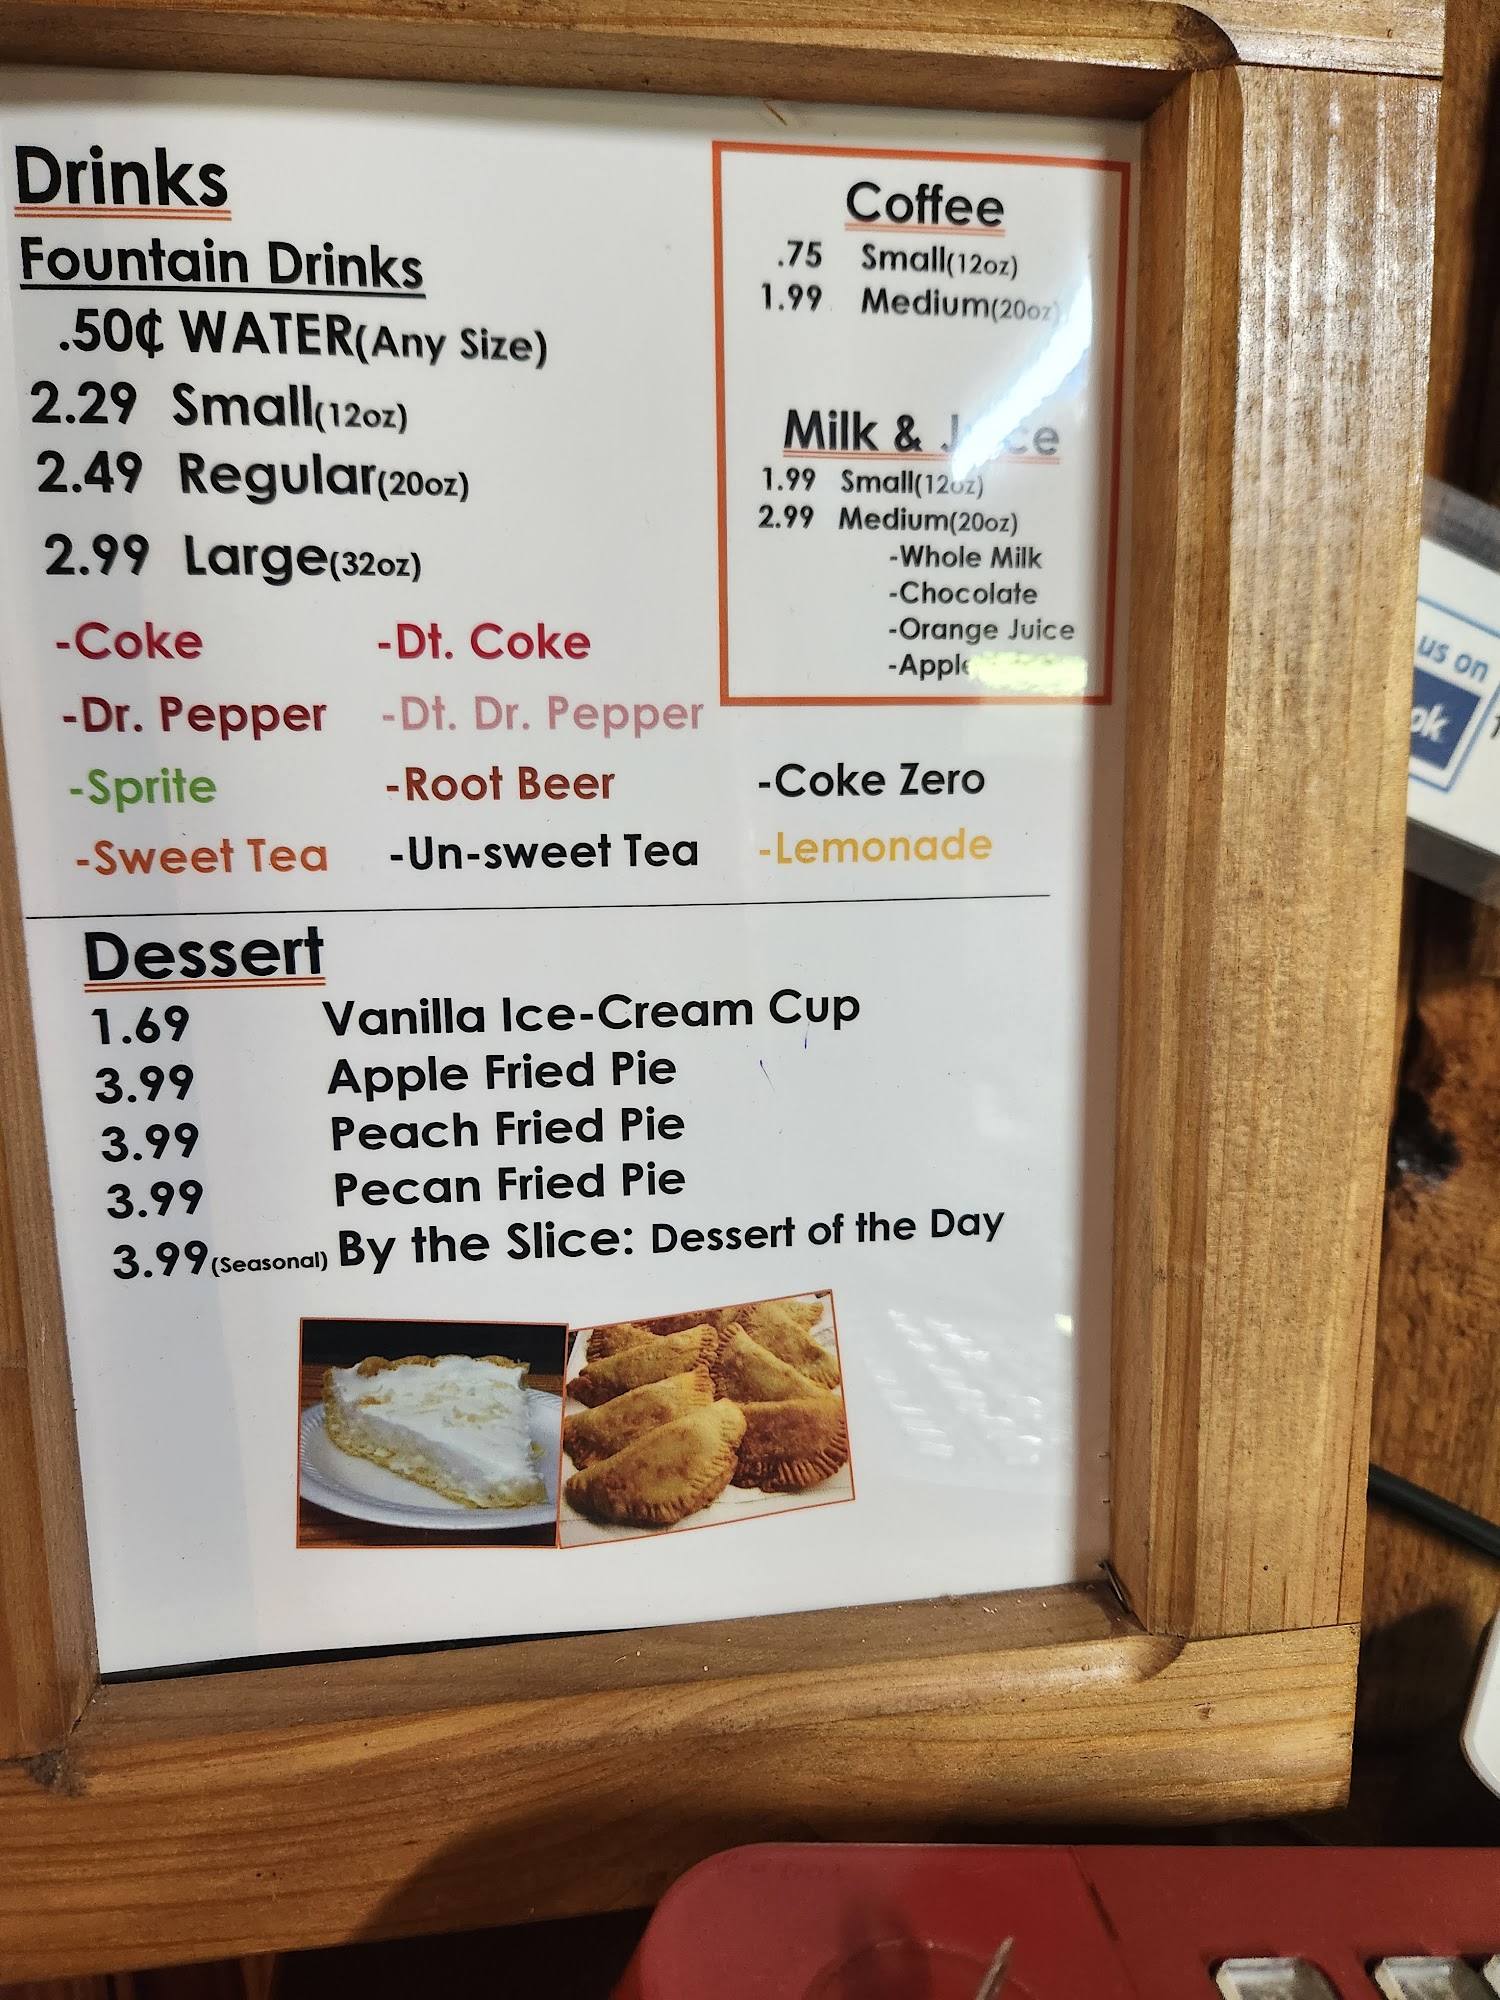 Drinks
Fountain Drinks
.50¢ WATER(Any Size)
2.29 Small(12oz)
2.49 Regular(20oz)
2.99 Large(32oz)
-Coke -Dt. Coke
-Dr. Pepper -Dt. Dr. Pepper
-Sprite -Root Beer -Coke Zero
-Sweet Tea -Un-sweet Tea -Lemonade
Coffee
.75 Small(12oz)
1.99 Medium(20oz)
Milk & Juice
1.99 Small(12oz)
2.99 Medium(20oz)
-Whole Milk
-Chocolate
-Orange Juice
-Apple
Dessert
1.69 Vanilla Ice-Cream Cup
3.99 Apple Fried Pie
3.99 Peach Fried Pie
3.99 Pecan Fried Pie
3.99(Seasonal) By the Slice: Dessert of the Day
us on
ok